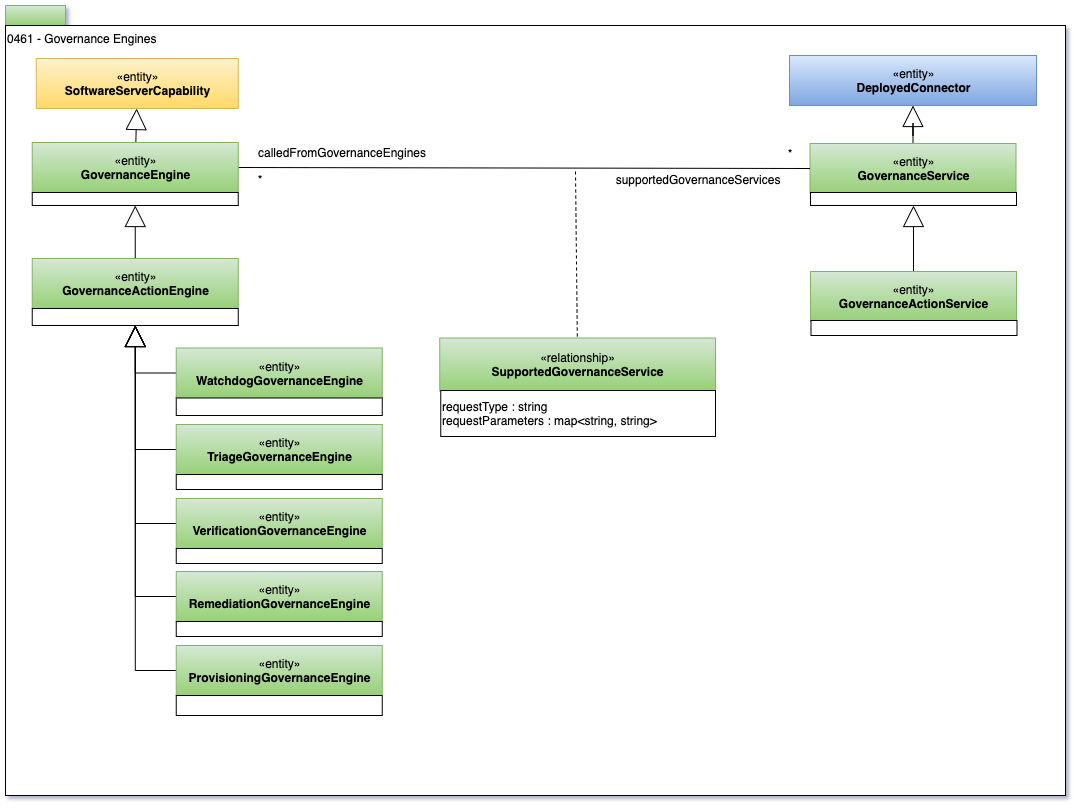 0461 - Governance Engines
«entity»
SoftwareServerCapability
«entity»
DeployedConnector
«entity»
GovernanceEngine
calledFromGovernanceEngines
*
*
supportedGovernanceServices
«entity»
GovernanceService
«entity»
GovernanceActionEngine
«entity»
GovernanceActionService
«relationship»
SupportedGovernanceService
requestType : string
requestParameters : map<string, string>
«entity»
WatchdogGovernanceEngine
«entity»
TriageGovernanceEngine
«entity»
VerificationGovernanceEngine
«entity»
RemediationGovernanceEngine
«entity»
ProvisioningGovernanceEngine